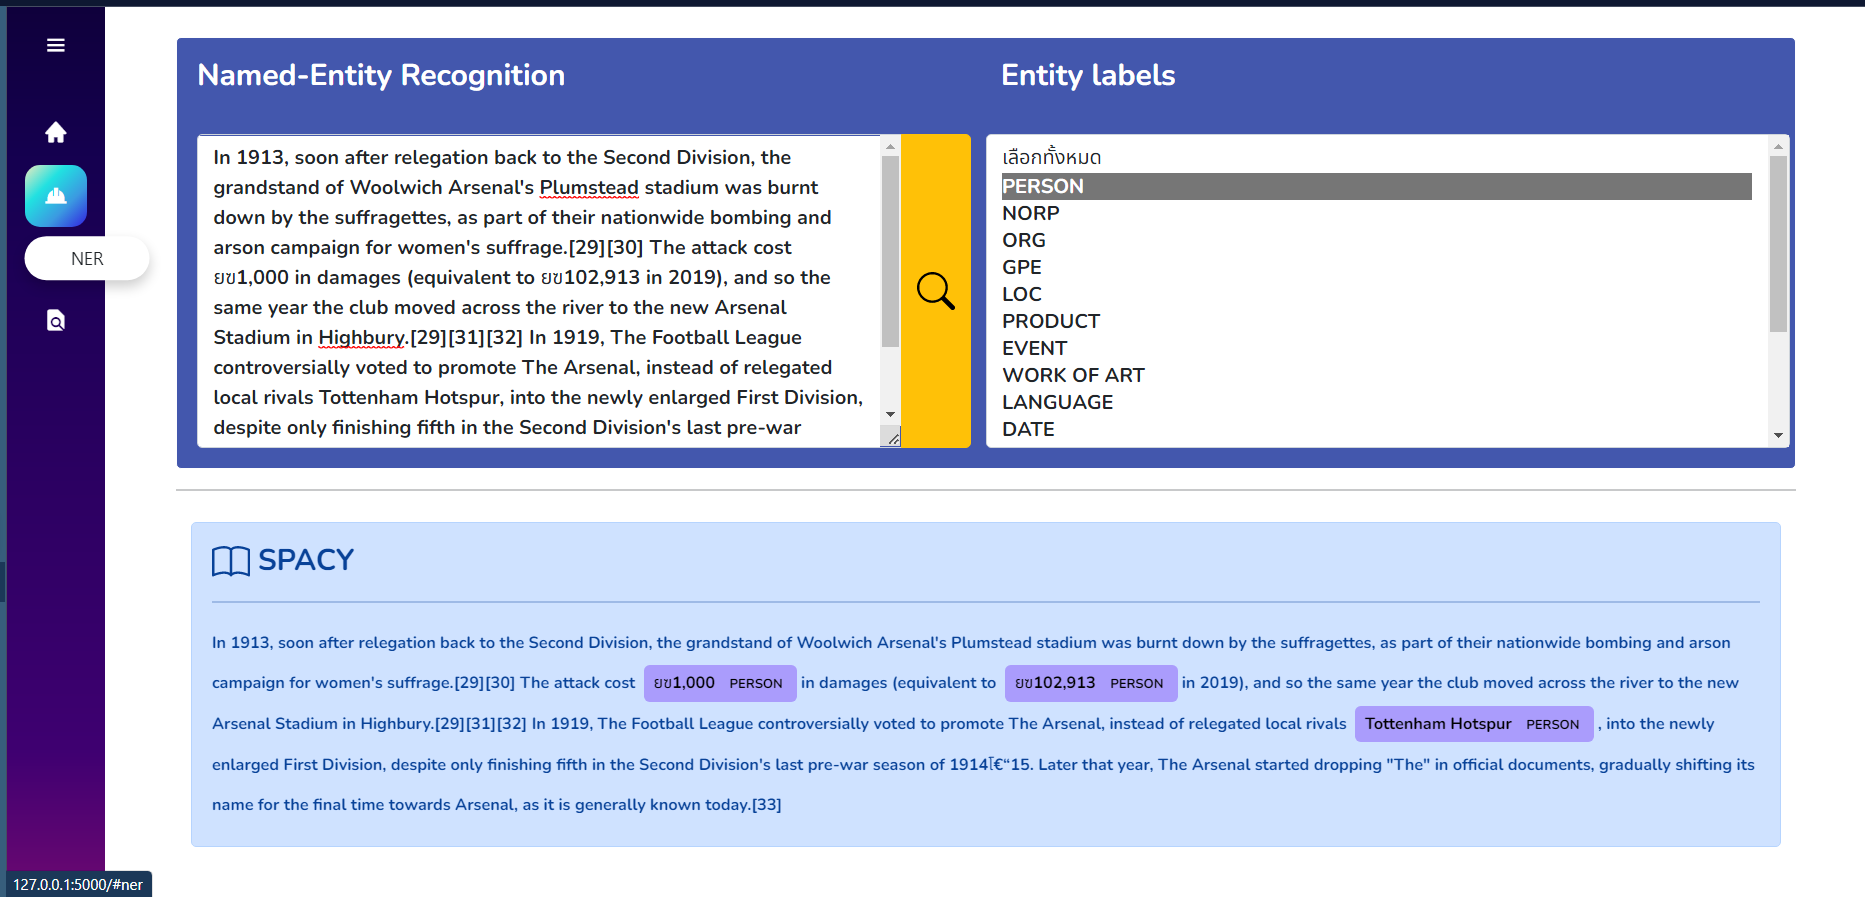 Named-Entity Recognition
Entity labels
In 1913, soon after relegation back to the Second Division, the
grandstand of Woolwich Arsenal's Plumstead stadium was burnt
down by the suffragettes, as part of their nationwide bombing and
arson campaign for women's suffrage.[29][30] The attack cost
ยฃ1,000 in damages (equivalent to ยฃ102,913 in 2019), and so the
same year the club moved across the river to the new Arsenal
Stadium in Highbury.[29][31][32] In 1919, The Football League
controversially voted to promote The Arsenal, instead of relegated
local rivals Tottenham Hotspur, into the newly enlarged First Division,
despite only finishing fifth in the Second Division's last pre-war
เลือกทั้งหมด
PERSON
NORP
ORG
GPE
LOC
PRODUCT
EVENT
WORK OF ART
LANGUAGE
DATE
NER
SPACY
In 1913, soon after relegation back to the Second Division, the grandstand of Woolwich Arsenal's Plumstead stadium was burnt down by the suffragettes, as part of their nationwide bombing and arson
campaign for women's suffrage.[29][30] The attack cost ยฃ1,000 PERSON in damages (equivalent to ยฃ102,913 PERSON in 2019), and so the same year the club moved across the river to the new
Arsenal Stadium in Highbury.[29][31][32] In 1919, The Football League controversially voted to promote The Arsenal, instead of relegated local rivals Tottenham Hotspur PERSON , into the newly
enlarged First Division, despite only finishing fifth in the Second Division's last pre-war season of 1914โ€“15. Later that year, The Arsenal started dropping "The" in official documents, gradually shifting its
name for the final time towards Arsenal, as it is generally known today.[33]
127.0.0.1:5000/#ner